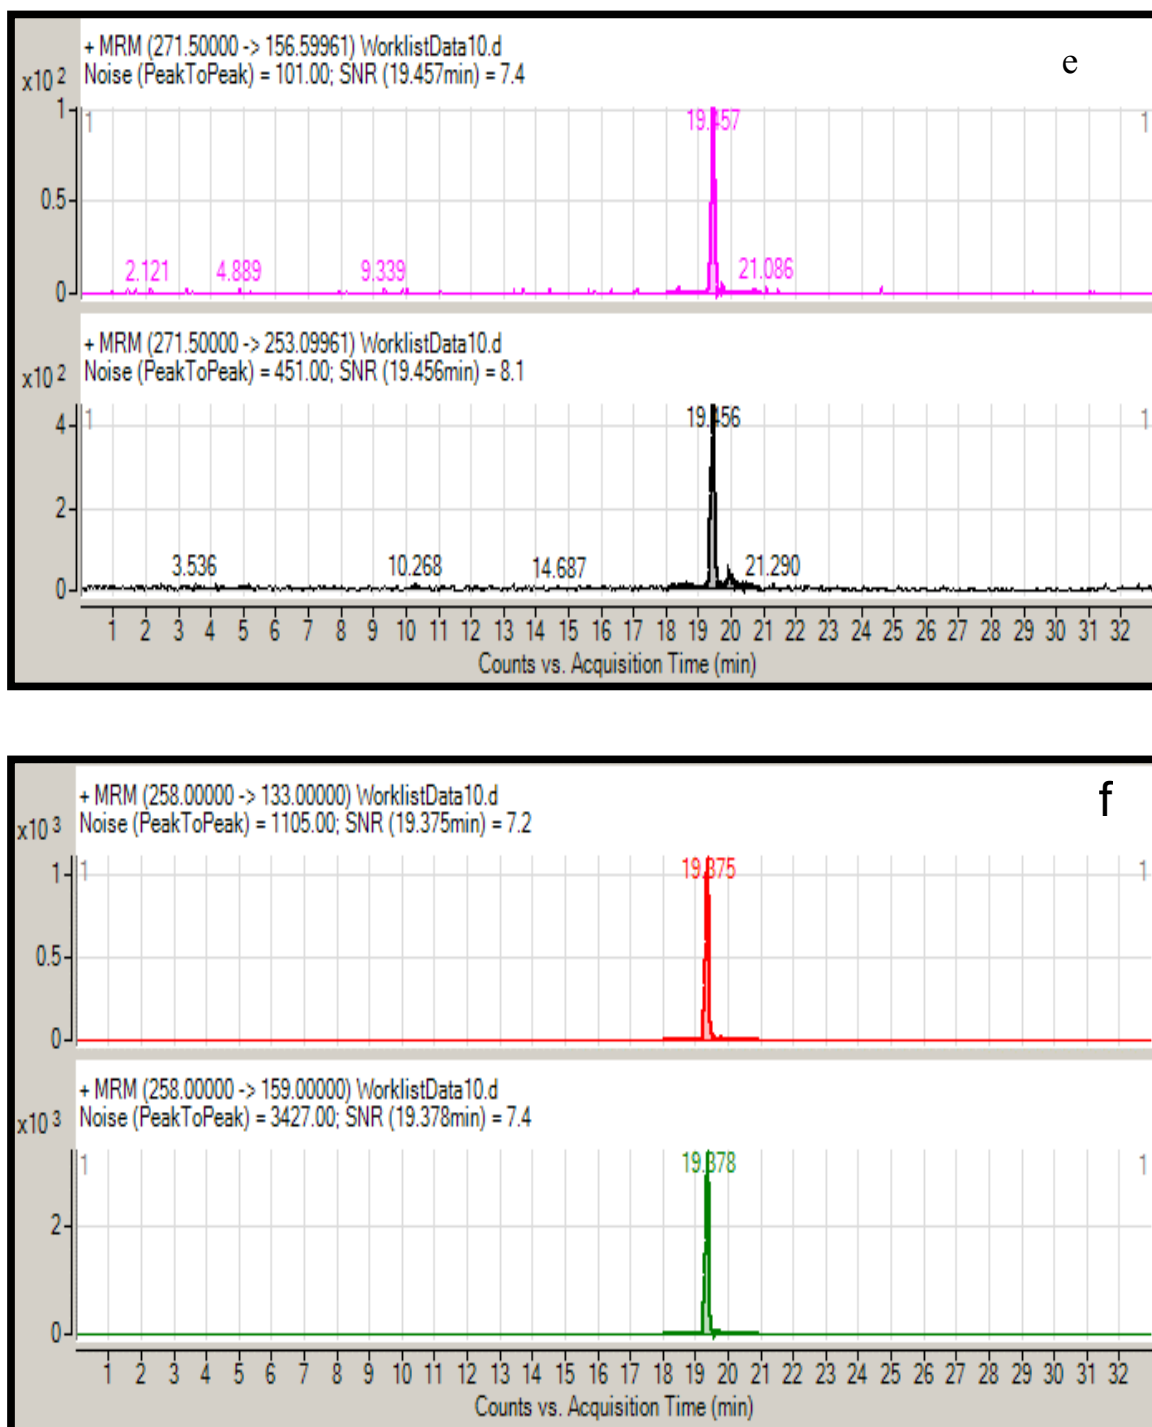 + MRM (271.50000 -> 156.59961) WorklistData10.d
e
Noise (PeakToPeak) = 101.00; SNR (19.457min) = 7.4
x10 2
1
1
19.457
1
0.5
2.121 4.889 9.339 21.086
0
+ MRM (271.50000 -> 253.09961) WorklistData10.d
Noise (PeakToPeak) = 451.00; SNR (19.456min) = 8.1
x10 2
1
19.456
1
4
2
3.536 10.268 14.687 21.290
0
1 2 3 4 5 6 7 8 9 10 11 12 13 14 15 16 17 18 19 20 21 22 23 24 25 26 27 28 29 30 31 32
Counts vs. Acquisition Time (min)
+ MRM (258.00000 -> 133.00000) WorklistData10.d
f
Noise (PeakToPeak) = 1105.00; SNR (19.375min) = 7.2
x10 3
1
1
19.375
1
0.5
0
+ MRM (258.00000 -> 159.00000) WorklistData10.d
Noise (PeakToPeak) = 3427.00; SNR (19.378min) = 7.4
x10 3
1
19.378
1
2
0
1 2 3 4 5 6 7 8 9 10 11 12 13 14 15 16 17 18 19 20 21 22 23 24 25 26 27 28 29 30 31 32
Counts vs. Acquisition Time (min)